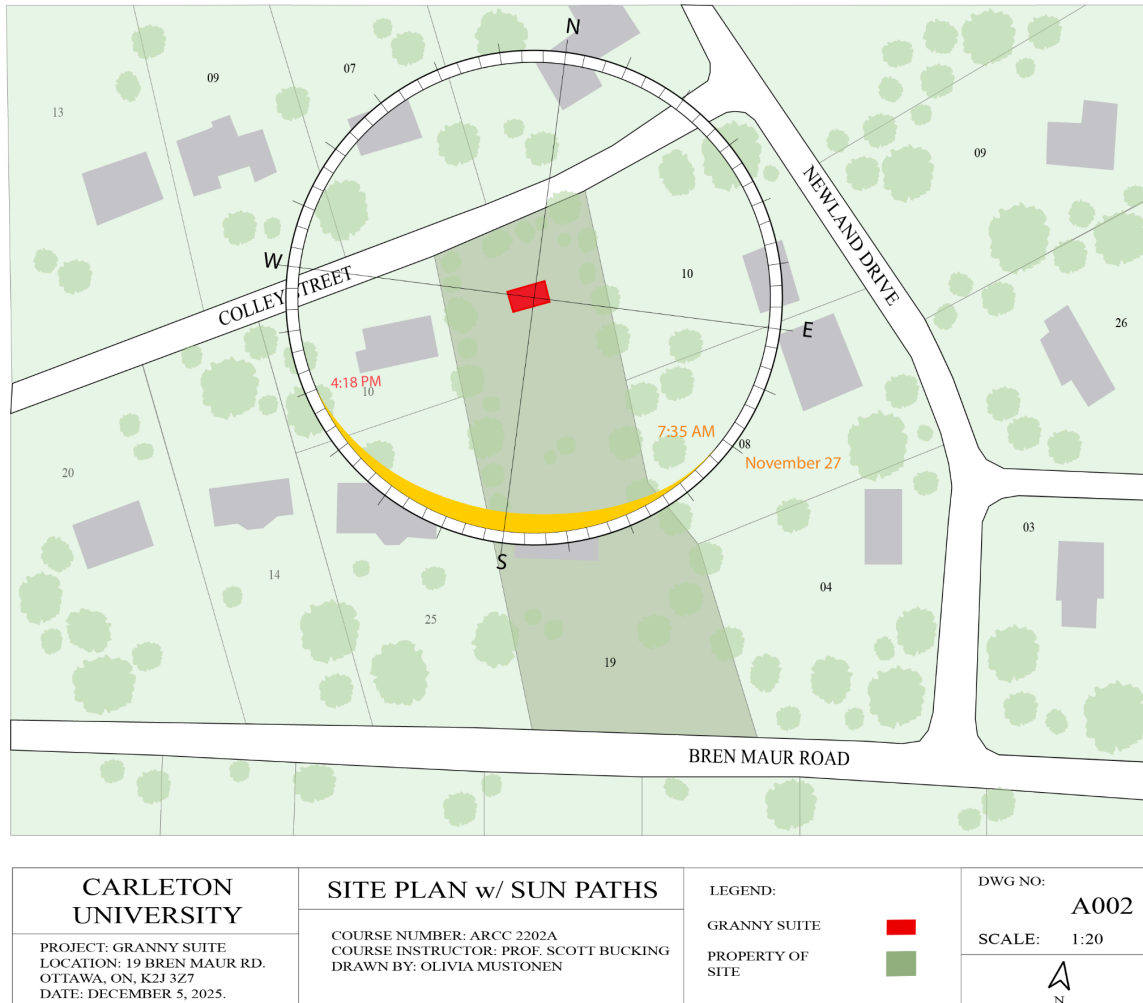 N
07
09
13
09
NEWLAND DRIVE
W
10
COLLEY STREET
E
26
4:18 PM
10
7:35 AM
08
November 27
20
03
S
14
04
25
19
BREN MAUR ROAD
CARLETON
UNIVERSITY
PROJECT: GRANNY SUITE
LOCATION: 19 BREN MAUR RD.
OTTAWA, ON, K2J 3Z7
DATE: DECEMBER 5, 2025.
SITE PLAN w/ SUN PATHS
COURSE NUMBER: ARCC 2202A
COURSE INSTRUCTOR: PROF. SCOTT BUCKING
DRAWN BY: OLIVIA MUSTONEN
LEGEND:
GRANNY SUITE
PROPERTY OF
SITE
DWG NO:
A002
SCALE: 1:20
N